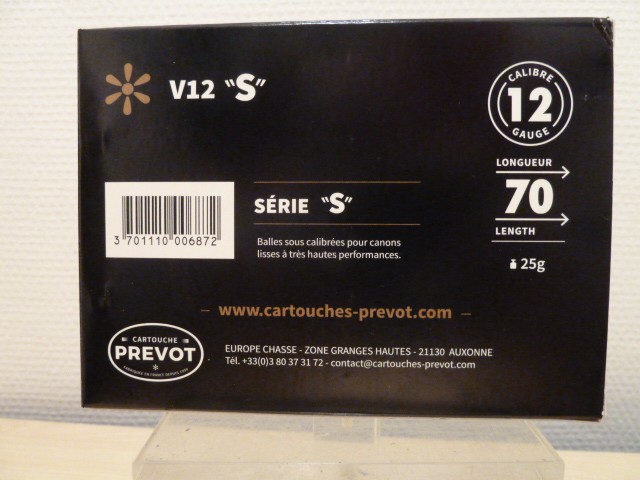 V12 "S"
CALIBRE
12
GAUGE
LONGUEUR
70
LENGTH
25g
3 701110 006872
SÉRIE "S"
Balles sous calibrées pour canons
lisses à très hautes performances.
– www.cartouches-prevot.com –
CARTOUCHE
PREVOT
EUROPE CHASSE - ZONE GRANGES HAUTES - 21130 AUXONNE
Tél. +33(0)3 80 37 31 72 - contact@cartouches-prevot.com